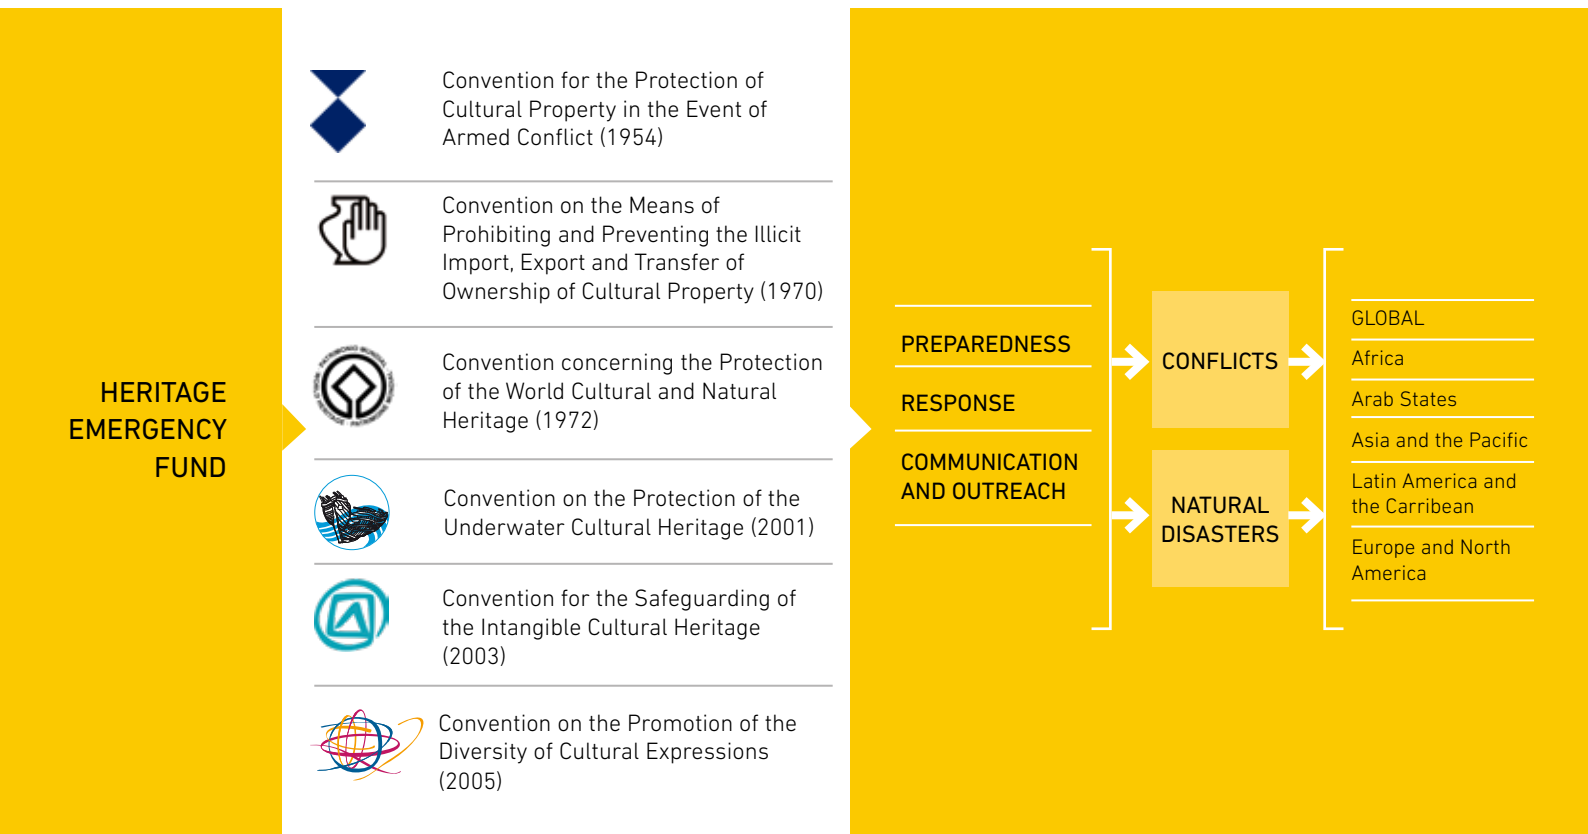 HERITAGE
EMERGENCY
FUND
Convention for the Protection of
Cultural Property in the Event of
Armed Conflict (1954)
Convention on the Means of
Prohibiting and Preventing the Illicit
Import, Export and Transfer of
Ownership of Cultural Property (1970)
Convention concerning the Protection
of the World Cultural and Natural
Heritage (1972)
Convention on the Protection of the
Underwater Cultural Heritage (2001)
Convention for the Safeguarding of
the Intangible Cultural Heritage
(2003)
Convention on the Promotion of the
Diversity of Cultural Expressions
(2005)
PREPAREDNESS
RESPONSE
COMMUNICATION
AND OUTREACH
CONFLICTS
NATURAL
DISASTERS
GLOBAL
Africa
Arab States
Asia and the Pacific
Latin America and
the Carribean
Europe and North
America